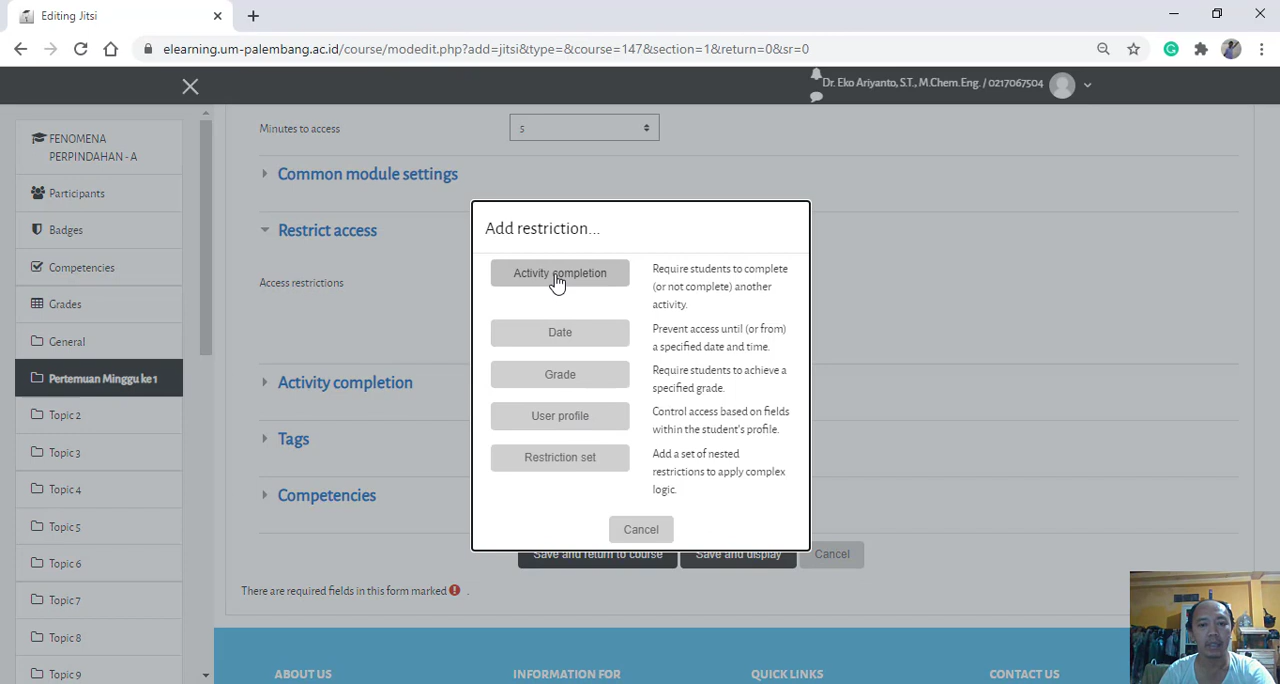 Editing Jitsi
elearning.um-palembang.ac.id/course/modedit.php?add=jitsi&type=&course=147&section=1&return=0&sr=0
Dr. Eko Ariyanto, S.T., M.Chem.Eng. / 0217067504
FENOMENA
PERPINDAHAN - A
Participants
Badges
Competencies
Grades
General
Pertemuan Minggu ke 1
Topic 2
Topic 3
Topic 4
Topic 5
Topic 6
Topic 7
Topic 8
Topic 9
Minutes to access
5
Common module settings
Restrict access
Access restrictions
Activity completion
Tags
Competencies
Add restriction...
Activity completion
Require students to complete
(or not complete) another
activity.
Date
Prevent access until (or from)
a specified date and time.
Grade
Require students to achieve a
specified grade.
User profile
Control access based on fields
within the student's profile.
Restriction set
Add a set of nested
restrictions to apply complex
logic.
Cancel
Save and return to course
Save and display
Cancel
There are required fields in this form marked .
ABOUT US
INFORMATION FOR
QUICK LINKS
CONTACT US